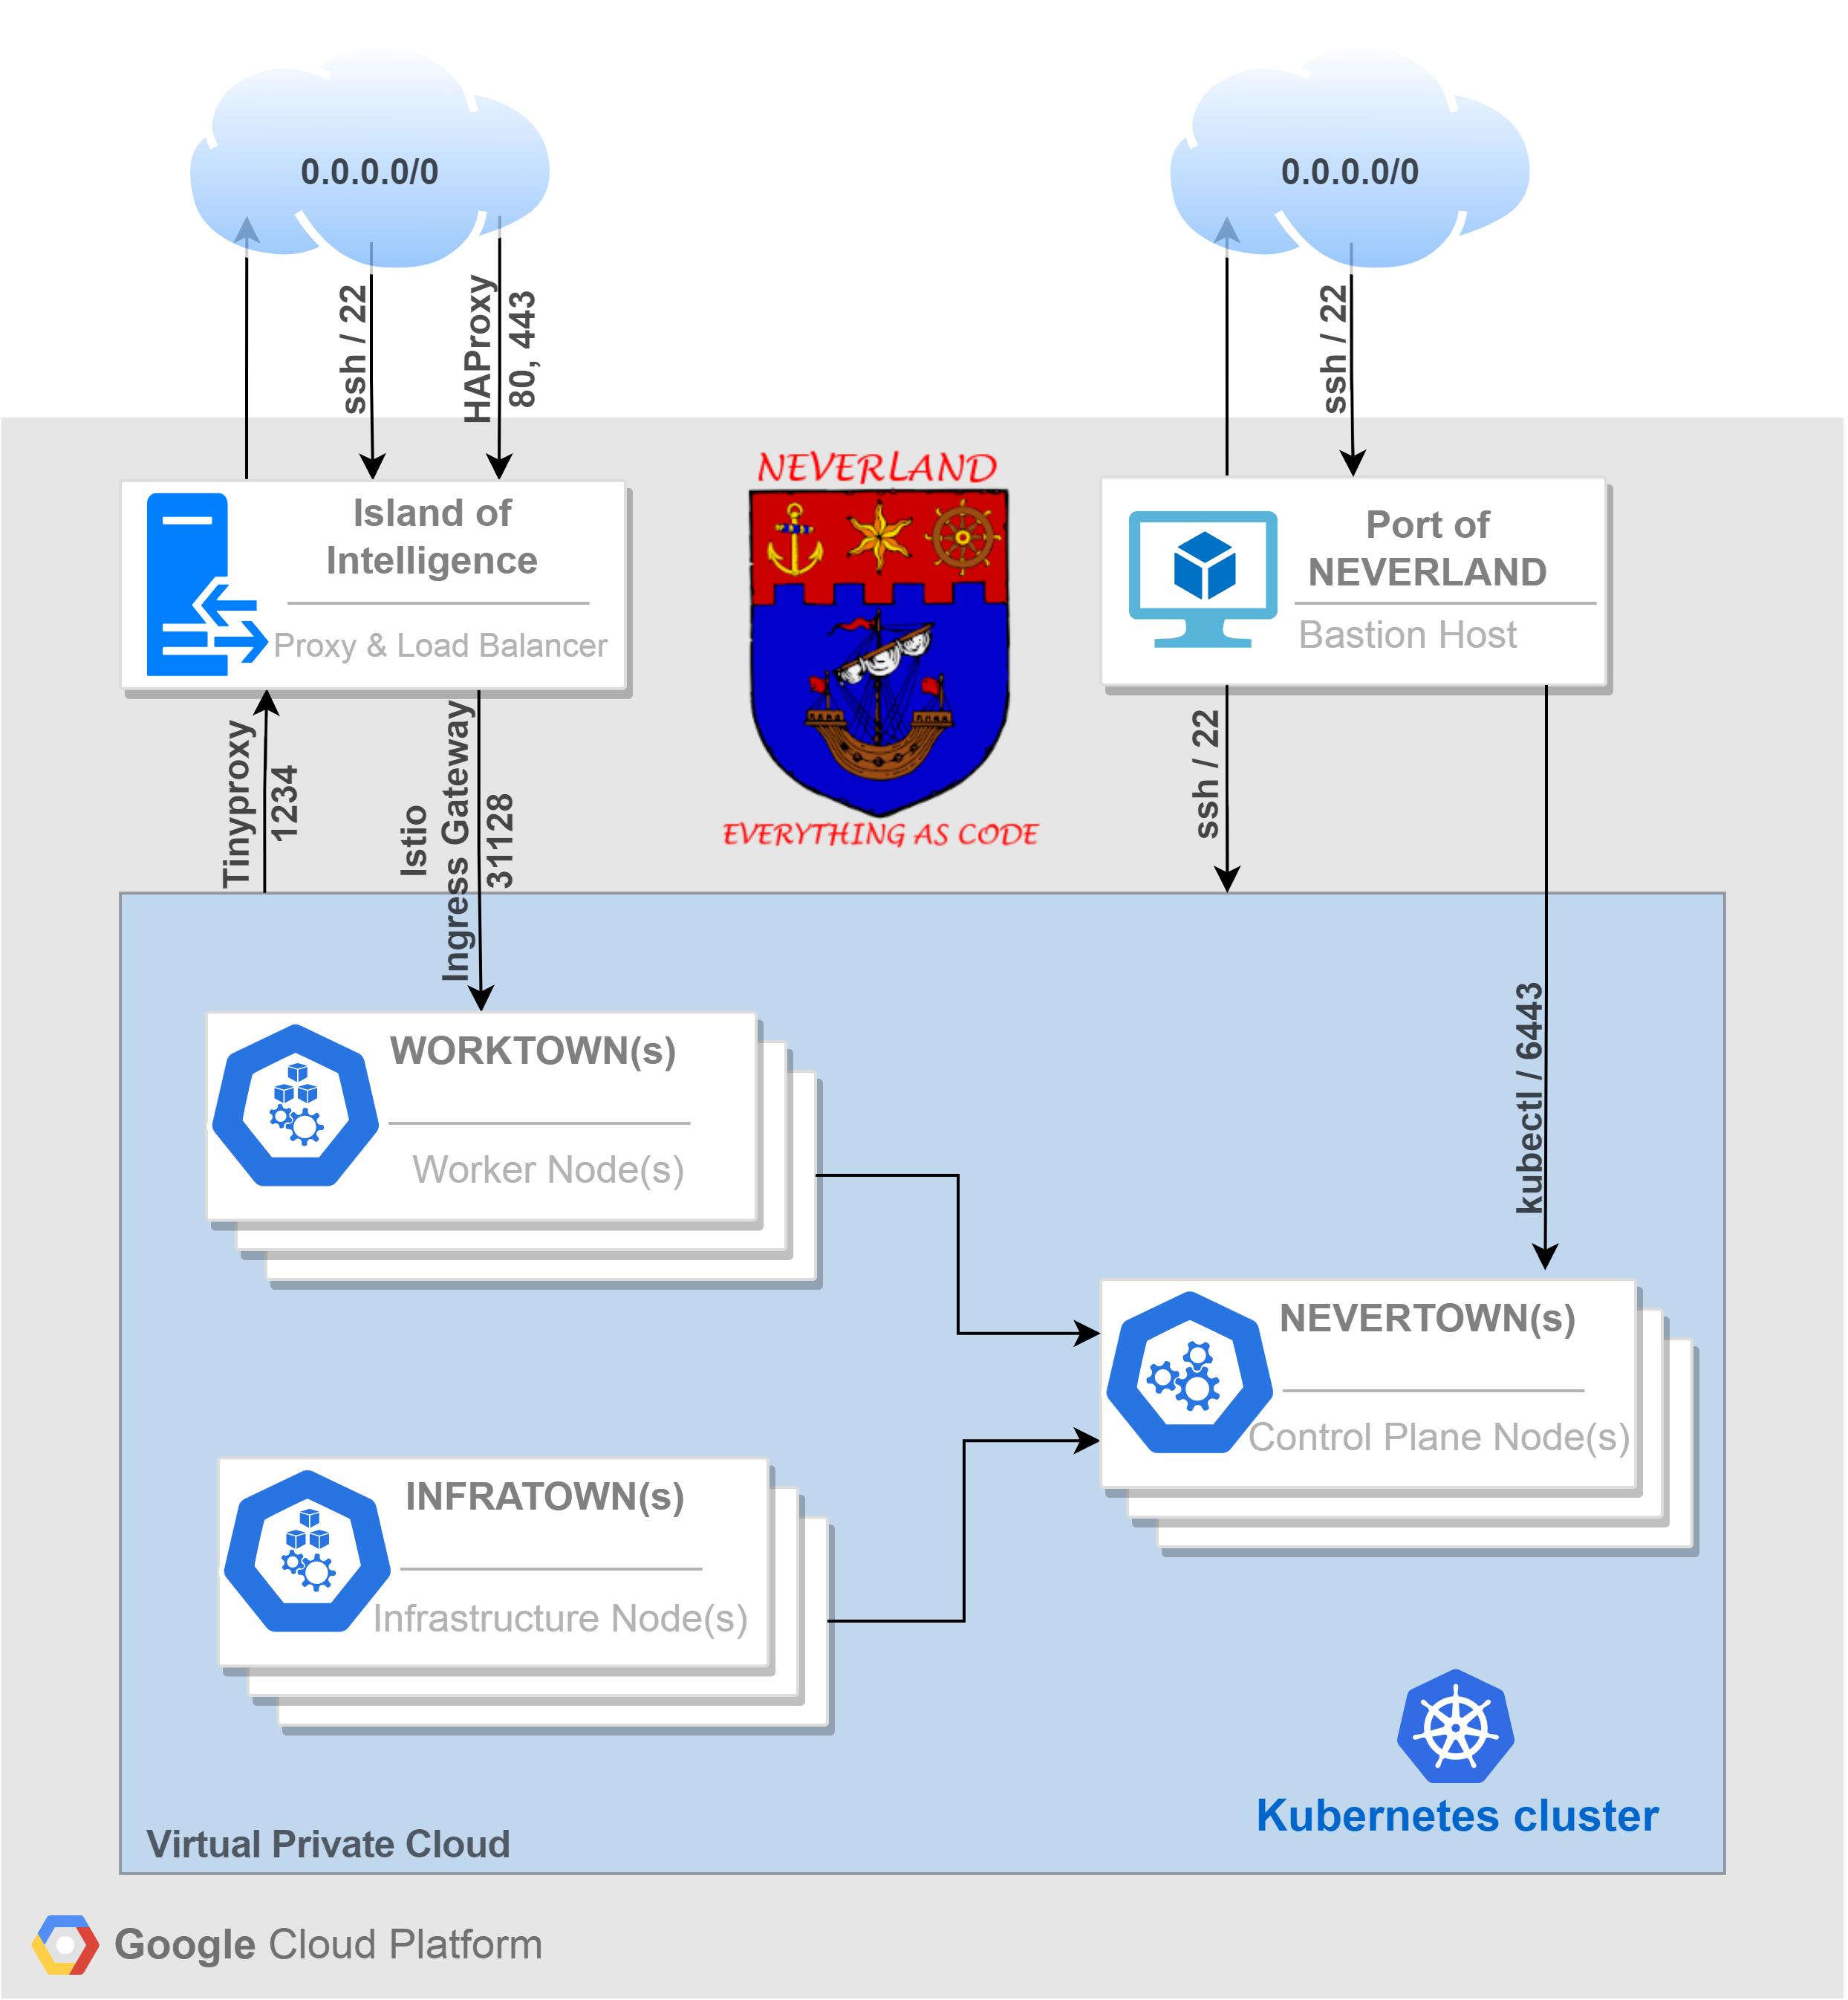 0.0.0.0/0
0.0.0.0/0
ssh / 22
HAProxy
80, 443
ssh / 22
NEVERLAND
EVERYTHING AS CODE
Island of
Intelligence
Proxy & Load Balancer
Port of
NEVERLAND
Bastion Host
Tinyproxy
1234
Istio
Ingress Gateway
31128
ssh / 22
kubectl / 6443
WORKTOWN(s)
Worker Node(s)
NEVERTOWN(s)
Control Plane Node(s)
INFRATOWN(s)
Infrastructure Node(s)
Kubernetes cluster
Virtual Private Cloud
Google Cloud Platform